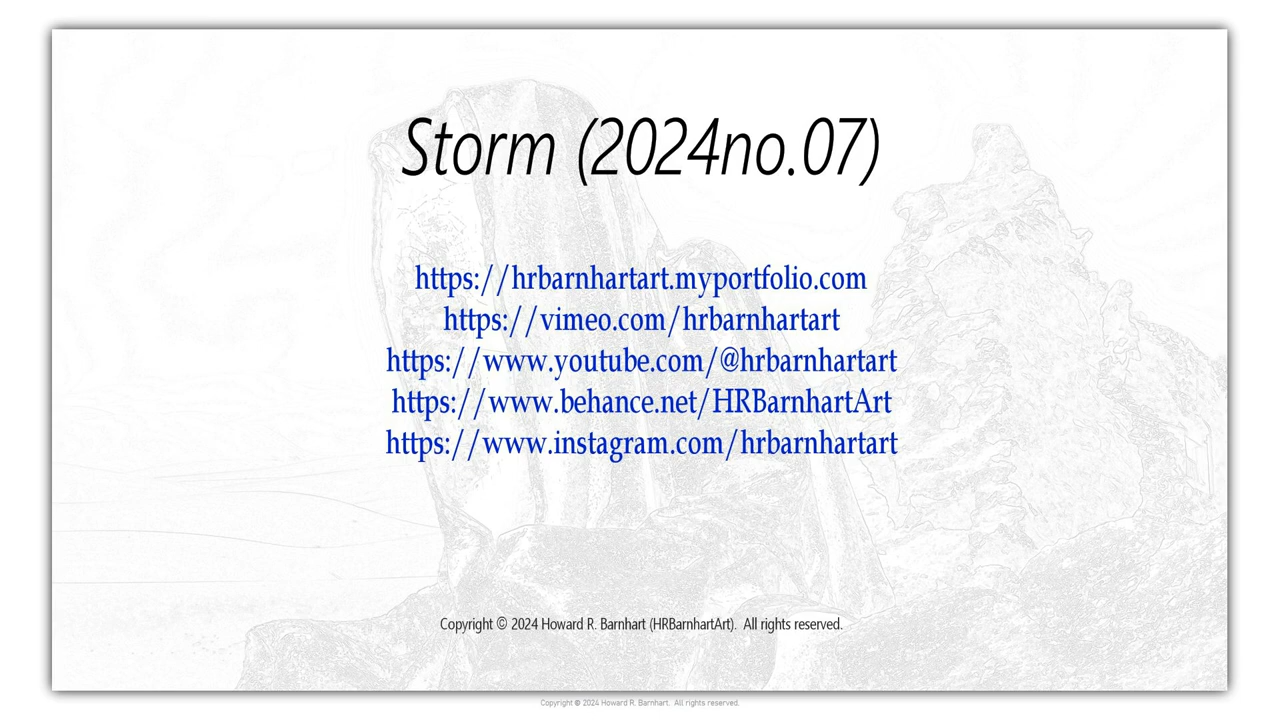 Storm (2024no.07)
https://hrbarnhartart.myportfolio.com
https://vimeo.com/hrbarnhartart
https://www.youtube.com/@hrbarnhartart
https://www.behance.net/HRBarnhartArt
https://www.instagram.com/hrbarnhartart
Copyright © 2024 Howard R. Barnhart (HRBarnhartArt).  All rights reserved.
Copyright © 2024 Howard R. Barnhart.  All rights reserved.